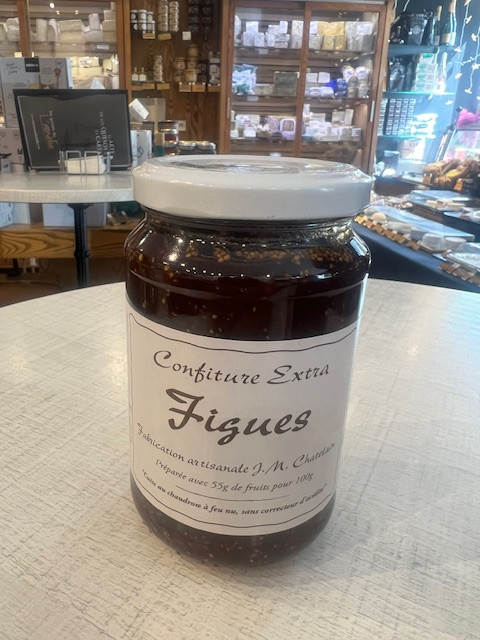 Confiture Extra
Figues
Fabrication artisanale J.M. Chatelain
Préparée avec 55g de fruits pour 100g
"Cuite au chaudron à feu nu, sans correcteur d'acidité"